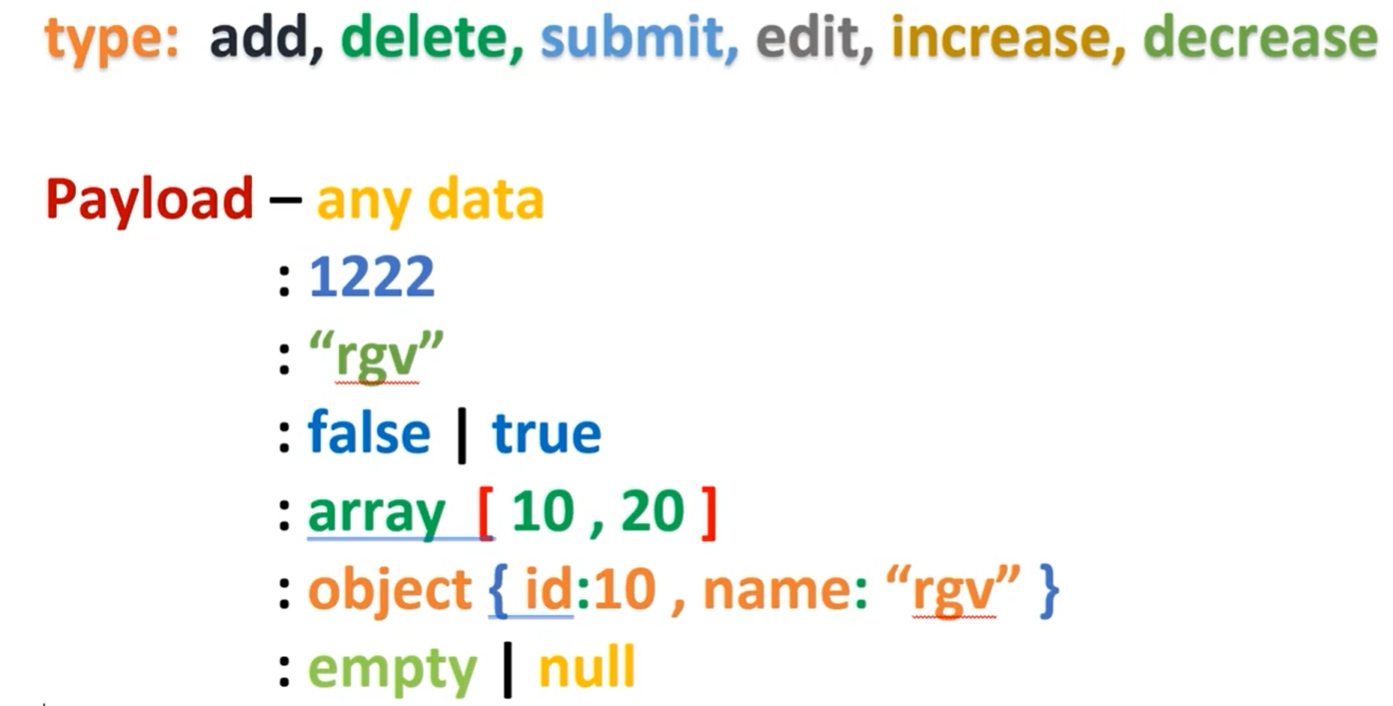 type: add, delete, submit, edit, increase, decrease
Payload – any data
: 1222
: “rgv”
: false | true
: array [ 10 , 20 ]
: object { id:10 , name: “rgv” }
: empty | null